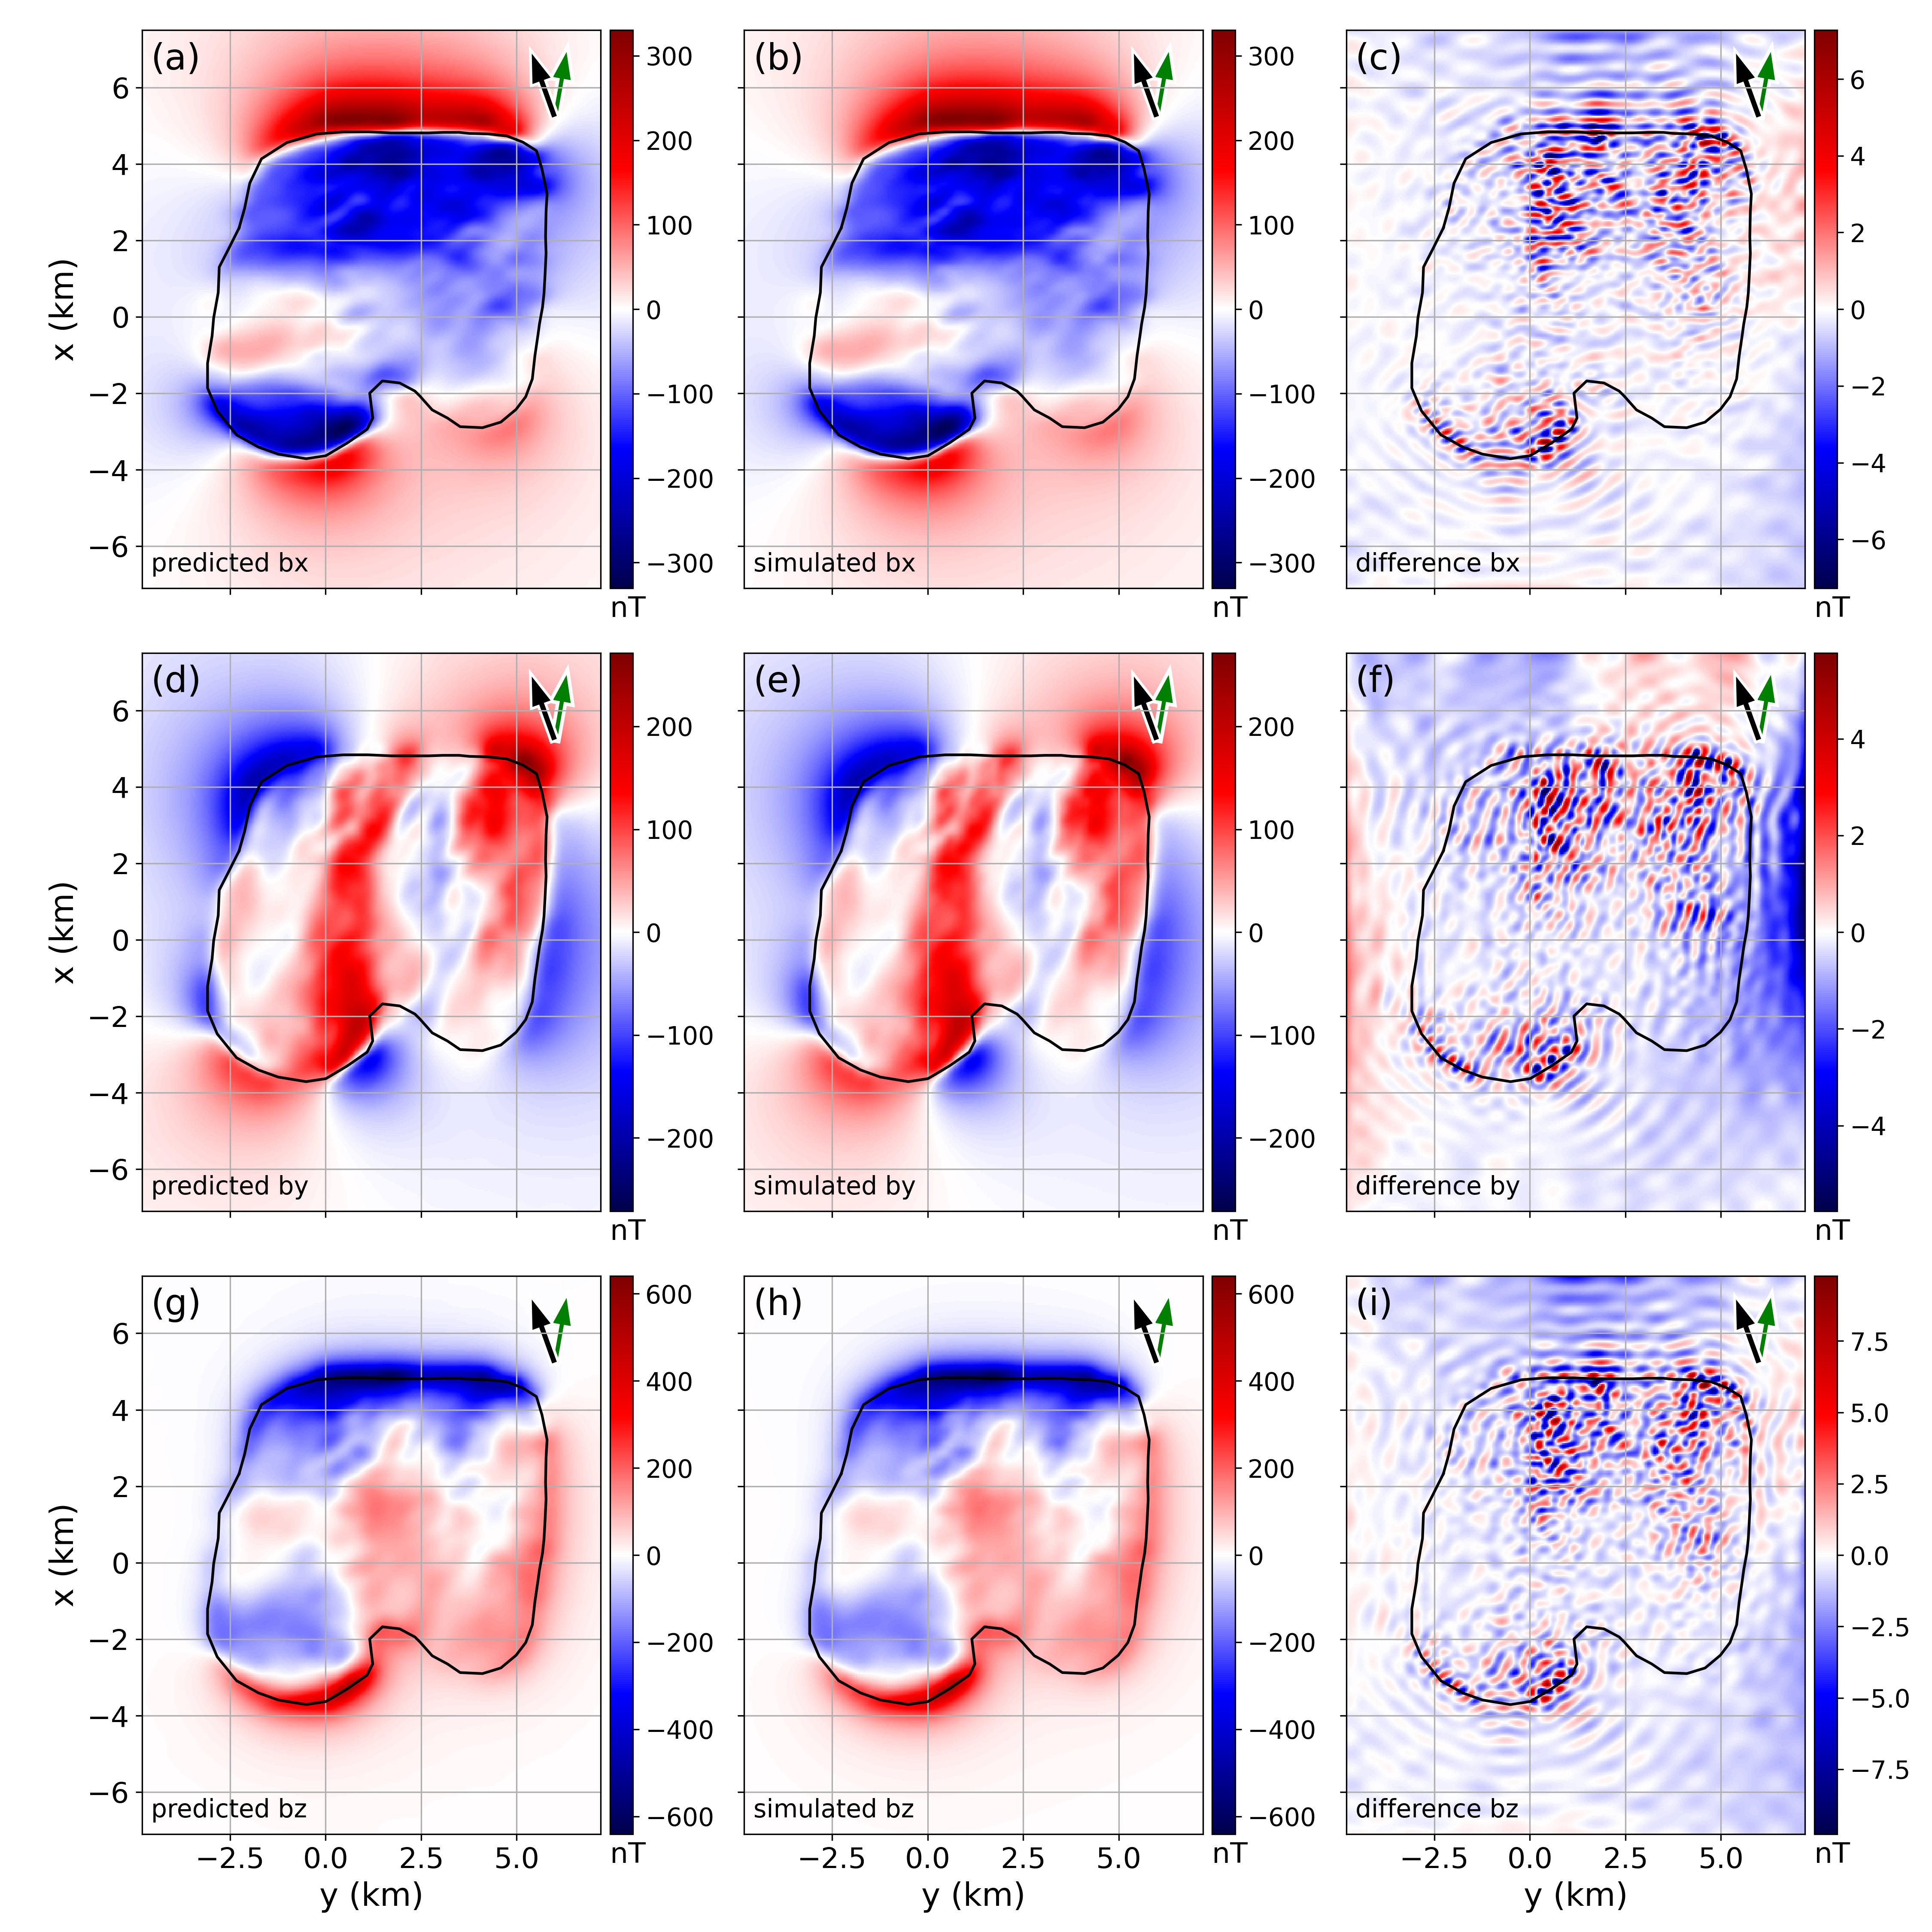 (a)
6
4
2
0
−2
−4
−6
x (km)
predicted bx
300
200
100
0
−100
−200
−300
nT
(b)
simulated bx
300
200
100
0
−100
−200
−300
nT
(c)
difference bx
6
4
2
0
−2
−4
−6
nT
(d)
6
4
2
0
−2
−4
−6
x (km)
predicted by
200
100
0
−100
−200
nT
(e)
simulated by
200
100
0
−100
−200
nT
(f)
difference by
4
2
0
−2
−4
nT
(g)
6
4
2
0
−2
−4
−6
x (km)
predicted bz
−2.5 0.0 2.5 5.0
y (km)
600
400
200
0
−200
−400
−600
nT
(h)
simulated bz
−2.5 0.0 2.5 5.0
y (km)
600
400
200
0
−200
−400
−600
nT
(i)
difference bz
−2.5 0.0 2.5 5.0
y (km)
7.5
5.0
2.5
0.0
−2.5
−5.0
−7.5
nT